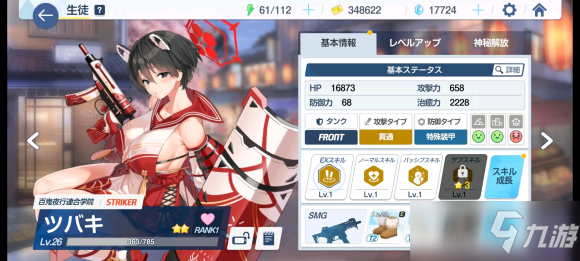 生徒 ?
61/112 + 348622 + 17724 +
基本情報 レベルアップ 神秘解放
基本ステータス 詳細
HP 16873 攻撃力 658
防御力 68 治癒力 2228
タンク 攻撃タイプ 防御タイプ
FRONT 貫通 特殊装甲
EXスキル ノーマルスキル パッシブスキル サブスキル スキル成長
Lv.1 Lv.1 Lv.1 ★3 Lv.1
百鬼夜行連合学院 STRIKER
ツバキ
RANK1
Lv.26 363/785
SMG T2 E
九游